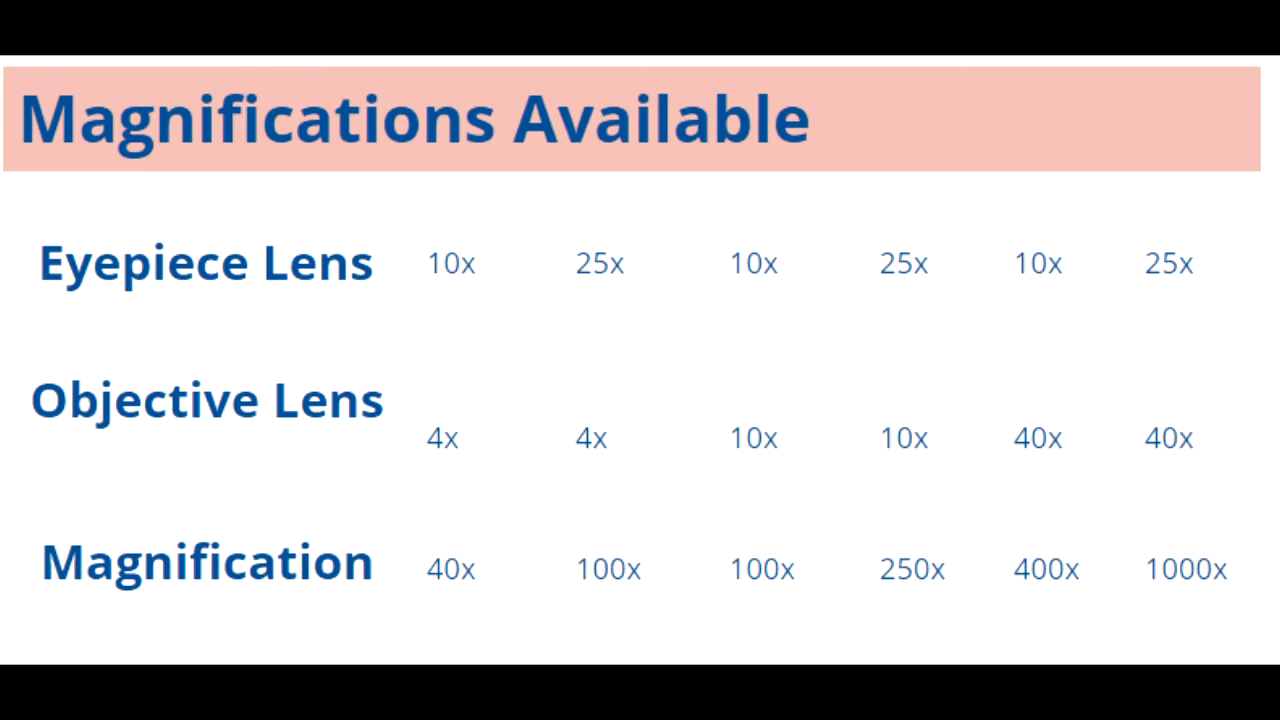 Magnifications Available
Eyepiece Lens 10x 25x 10x 25x 10x 25x
Objective Lens
4x 4x 10x 10x 40x 40x
Magnification 40x 100x 100x 250x 400x 1000x